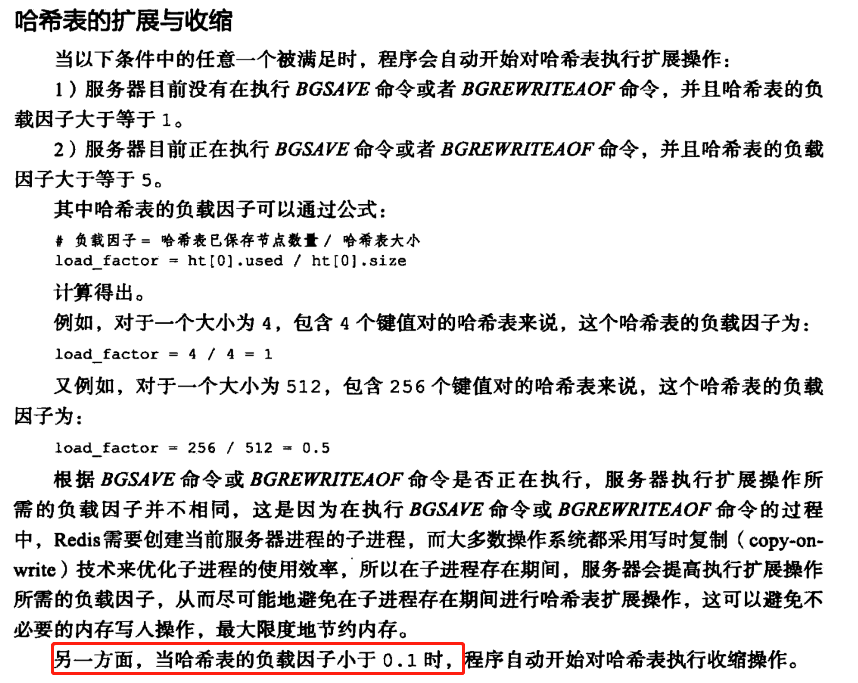 哈希表的扩展与收缩
当以下条件中的任意一个被满足时，程序会自动开始对哈希表执行扩展操作：
1）服务器目前没有在执行 BGSAVE 命令或者 BGREWRITEAOF 命令，并且哈希表的负
载因子大于等于 1。
2）服务器目前正在执行 BGSAVE 命令或者 BGREWRITEAOF 命令，并且哈希表的负载
因子大于等于 5。
其中哈希表的负载因子可以通过公式：
# 负载因子 = 哈希表已保存节点数量 / 哈希表大小
load_factor = ht[0].used / ht[0].size
计算得出。
例如，对于一个大小为 4，包含 4 个键值对的哈希表来说，这个哈希表的负载因子为：
load_factor = 4 / 4 = 1
又例如，对于一个大小为 512，包含 256 个键值对的哈希表来说，这个哈希表的负载
因子为：
load_factor = 256 / 512 = 0.5
根据 BGSAVE 命令或 BGREWRITEAOF 命令是否正在执行，服务器执行扩展操作所
需的负载因子并不相同，这是因为在执行 BGSAVE 命令或 BGREWRITEAOF 命令的过程
中，Redis需要创建当前服务器进程的子进程，而大多数操作系统都采用写时复制（copy-on-
write）技术来优化子进程的使用效率，所以在子进程存在期间，服务器会提高执行扩展操作
所需的负载因子，从而尽可能地避免在子进程存在期间进行哈希表扩展操作，这可以避免不
必要的内存写入操作，最大限度地节约内存。
另一方面，当哈希表的负载因子小于 0.1 时，程序自动开始对哈希表执行收缩操作。